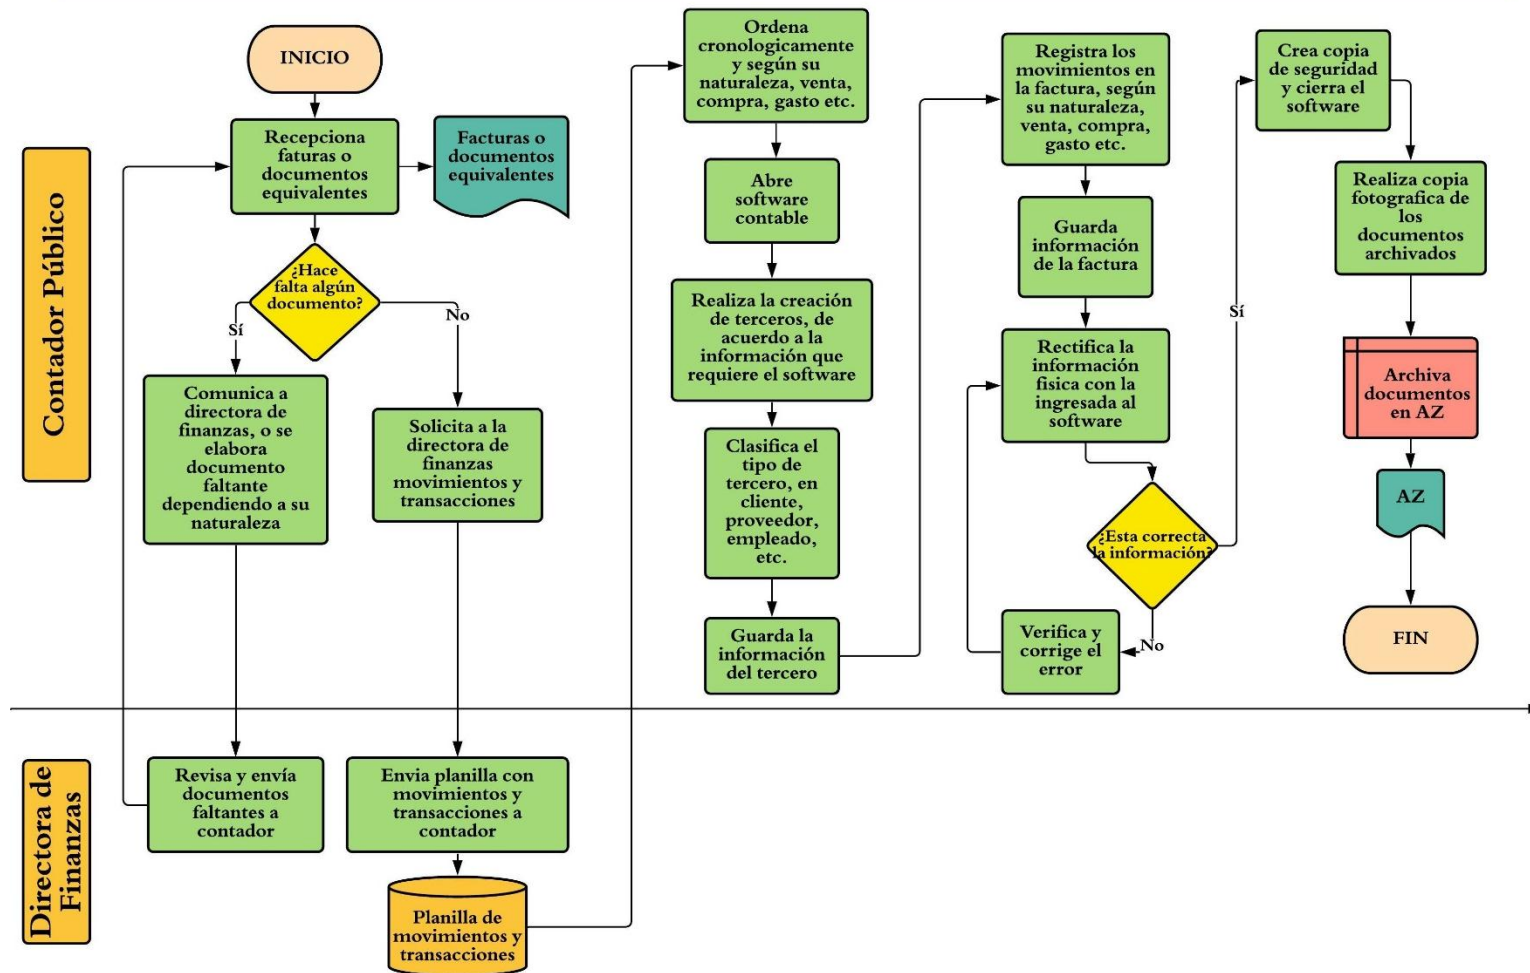 Contador Público
INICIO
Recepciona
faturas o
documentos
equivalentes
Facturas o
documentos
equivalentes
¿Hace
falta algún
documento?
Sí
No
Comunica a
directora de
finanzas, o se
elabora
documento
faltante
dependiendo a su
naturaleza
Solicita a la
directora de
finanzas
movimientos y
transacciones
Ordena
cronologicamente
y según su
naturaleza, venta,
compra, gasto etc.
Abre
software
contable
Realiza la creación
de terceros, de
acuerdo a la
información que
requiere el software
Clasifica el
tipo de
tercero, en
cliente,
proveedor,
empleado,
etc.
Guarda la
información
del tercero
Registra los
movimientos en
la factura, según
su naturaleza,
venta, compra,
gasto etc.
Guarda
información
de la factura
Rectifica la
información
fisica con la
ingresada al
software
¿Esta correcta
la información?
Sí
No
Verifica y
corrige el
error
Crea copia
de seguridad
y cierra el
software
Realiza copia
fotografica de
los
documentos
archivados
Archiva
documentos
en AZ
AZ
FIN
Directora de
Finanzas
Revisa y envía
documentos
faltantes a
contador
Envia planilla con
movimientos y
transacciones a
contador
Planilla de
movimientos y
transacciones